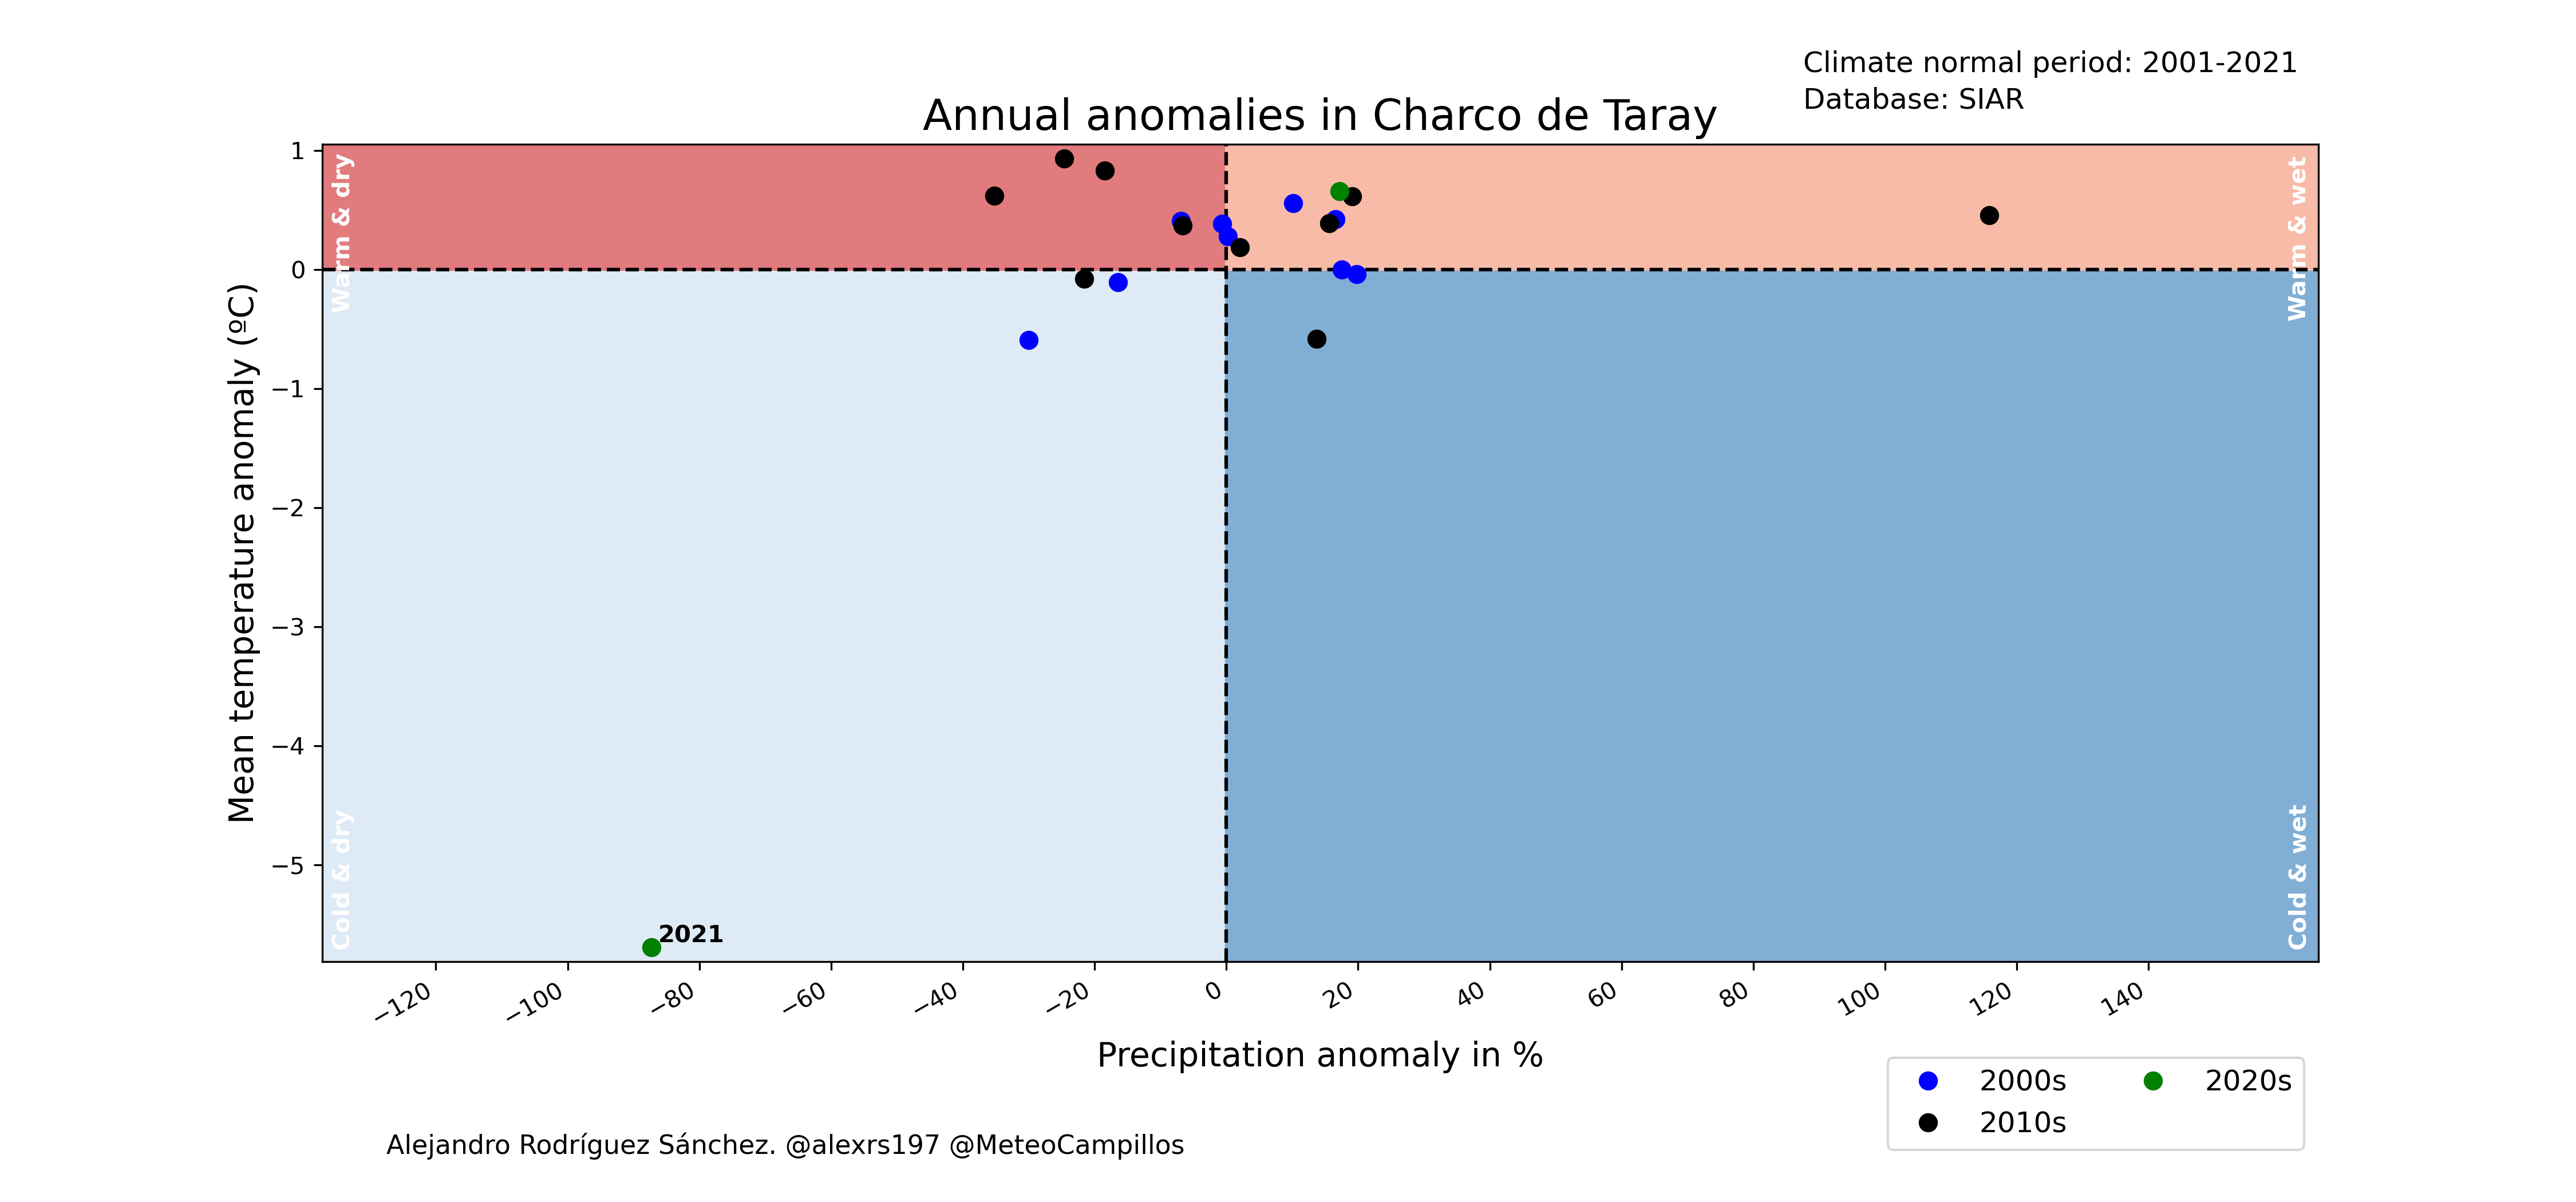 Climate normal period: 2001-2021
Database: SIAR
Annual anomalies in Charco de Taray
Warm & dry
Warm & wet
Cold & dry
Cold & wet
1
0
−1
−2
−3
−4
−5
Mean temperature anomaly (ºC)
2021
−120
−100
−80
−60
−40
−20
0
20
40
60
80
100
120
140
Precipitation anomaly in %
2000s
2010s
2020s
Alejandro Rodríguez Sánchez. @alexrs197 @MeteoCampillos